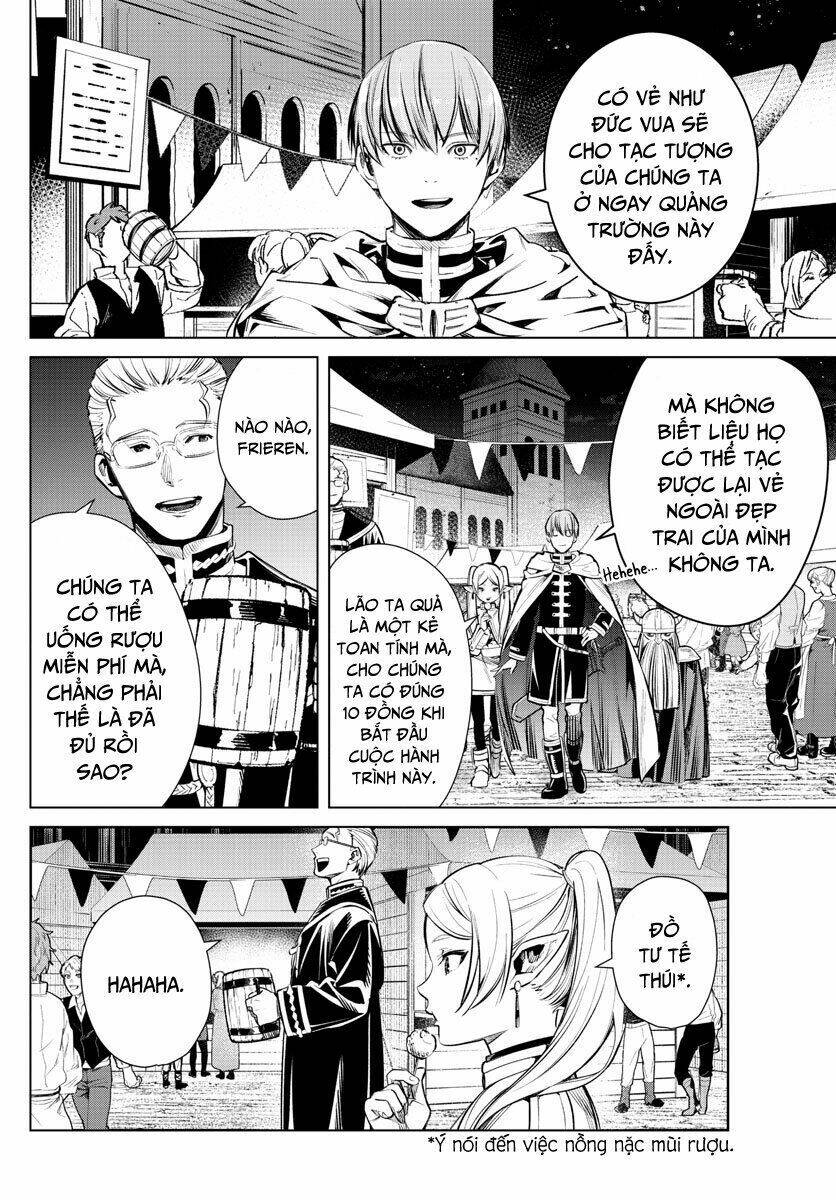 CÓ VẺ NHƯ
ĐỨC VUA SẼ
CHO TẠC TƯỢNG
CỦA CHÚNG TA
Ở NGAY QUẢNG
TRƯỜNG NÀY
ĐẤY.
MÀ KHÔNG
BIẾT LIỆU HỌ
CÓ THỂ TẠC
ĐƯỢC LẠI VẺ
NGOÀI ĐẸP
TRAI CỦA MÌNH
KHÔNG TA.
Hehehe...
LÃO TA QUẢ
LÀ MỘT KẺ
TOAN TÍNH MÀ,
CHO CHÚNG
TA CÓ ĐÚNG
10 ĐỒNG KHI
BẮT ĐẦU
CUỘC HÀNH
TRÌNH NÀY.
NÀO NÀO,
FRIEREN.
CHÚNG TA
CÓ THỂ
UỐNG RƯỢU
MIỄN PHÍ MÀ,
CHẲNG PHẢI
THẾ LÀ ĐÃ
ĐỦ RỒI
SAO?
ĐỒ
TƯ TẾ
THÚI*.
HAHAHA.
*Ý nói đến việc nồng nặc mùi rượu.